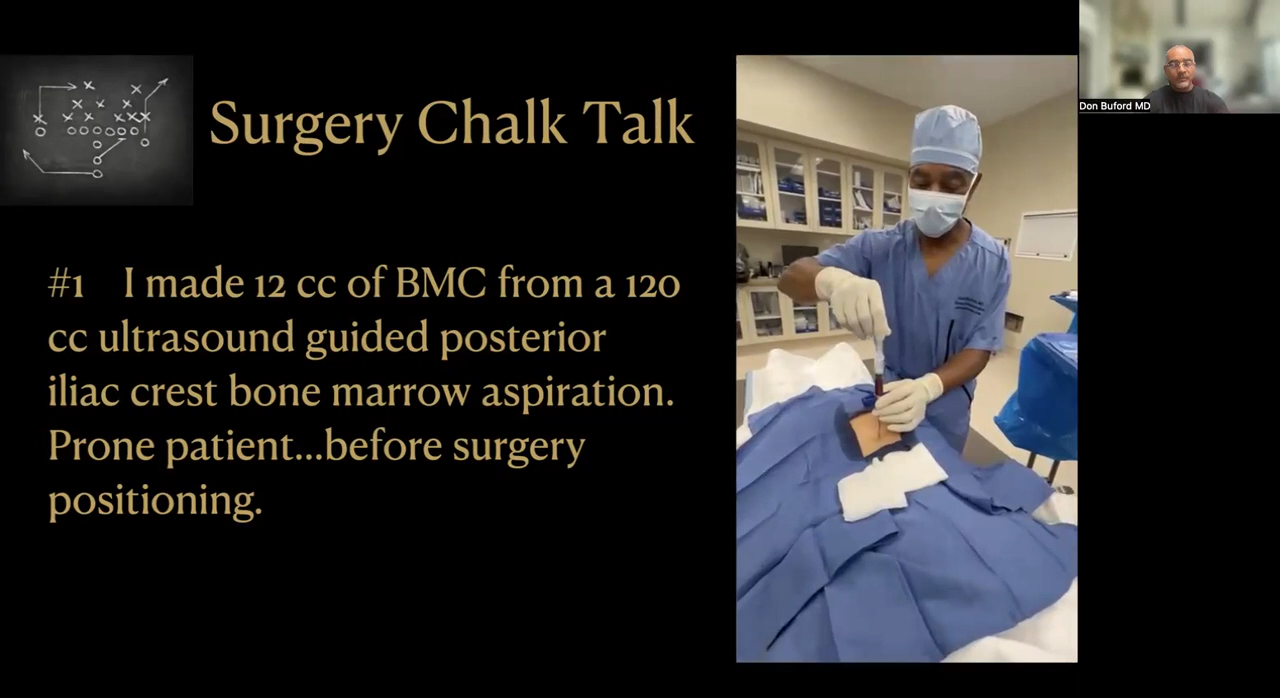 Surgery Chalk Talk
Don Buford MD
#1 I made 12 cc of BMC from a 120
cc ultrasound guided posterior
iliac crest bone marrow aspiration.
Prone patient...before surgery
positioning.